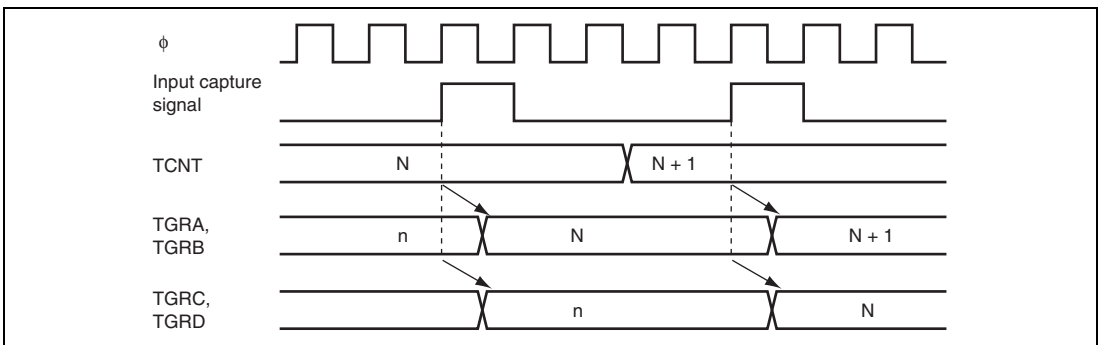 ϕ
Input capture
signal
TCNT
N
N + 1
TGRA,
TGRB
n
N
N + 1
TGRC,
TGRD
n
N